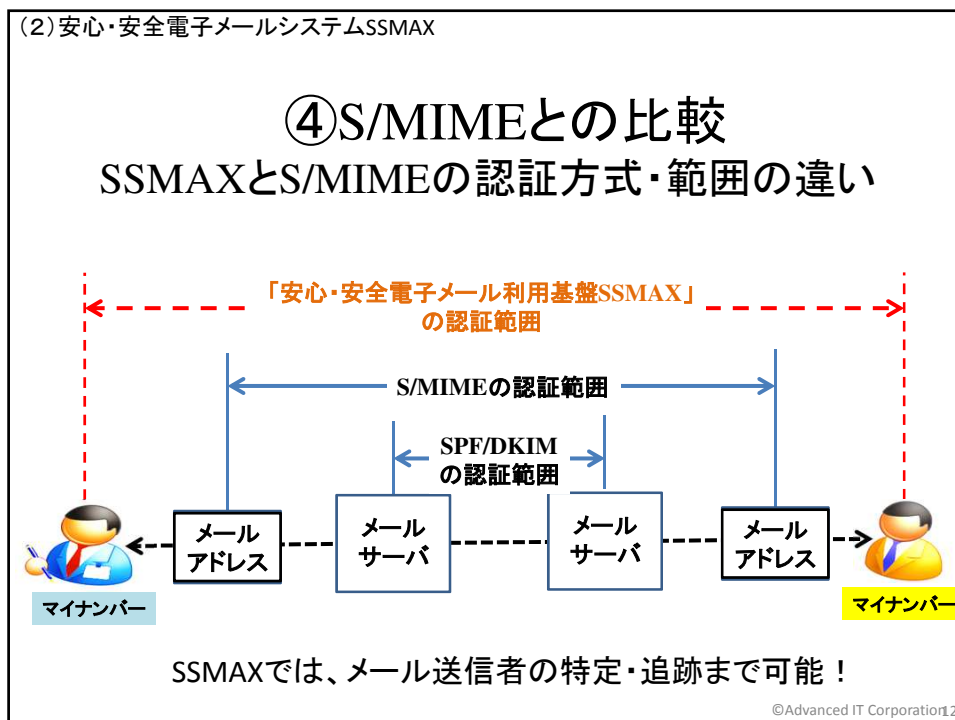 (2)安心・安全電子メールシステムSSMAX
④S/MIMEとの比較
SSMAXとS/MIMEの認証方式・範囲の違い
「安心・安全電子メール利用基盤SSMAX」
の認証範囲
S/MIMEの認証範囲
SPF/DKIM
の認証範囲
メール
アドレス
メール
サーバ
メール
サーバ
メール
アドレス
マイナンバー
マイナンバー
SSMAXでは、メール送信者の特定・追跡まで可能！
©Advanced IT Corporation 12